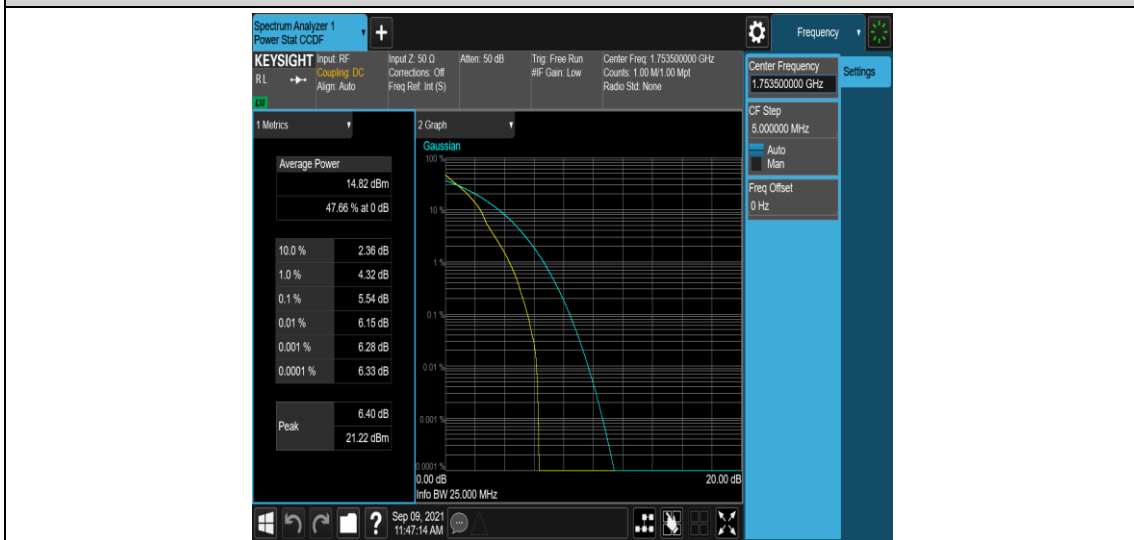 Spectrum Analyzer 1
Power Stat CCDF
Frequency
KEYSIGHT
RL
LXI
Input: RF
Coupling: DC
Align: Auto
Input Z: 50 Ω
Corrections: Off
Freq Ref: Int (S)
Atten: 50 dB
Trig: Free Run
#IF Gain: Low
Center Freq: 1.753500000 GHz
Counts: 1.00 M/1.00 Mpt
Radio Std: None
Center Frequency
1.753500000 GHz
Settings
CF Step
5.000000 MHz
Auto
Man
Freq Offset
0 Hz
1 Metrics
Average Power
14.82 dBm
47.66 % at 0 dB
10.0 % 2.36 dB
1.0 % 4.32 dB
0.1 % 5.54 dB
0.01 % 6.15 dB
0.001 % 6.28 dB
0.0001 % 6.33 dB
Peak 6.40 dB
21.22 dBm
2 Graph
Gaussian
100 %
10 %
1 %
0.1 %
0.01 %
0.001 %
0.0001 %
0.00 dB 20.00 dB
Info BW 25.000 MHz
Sep 09, 2021
11:47:14 AM